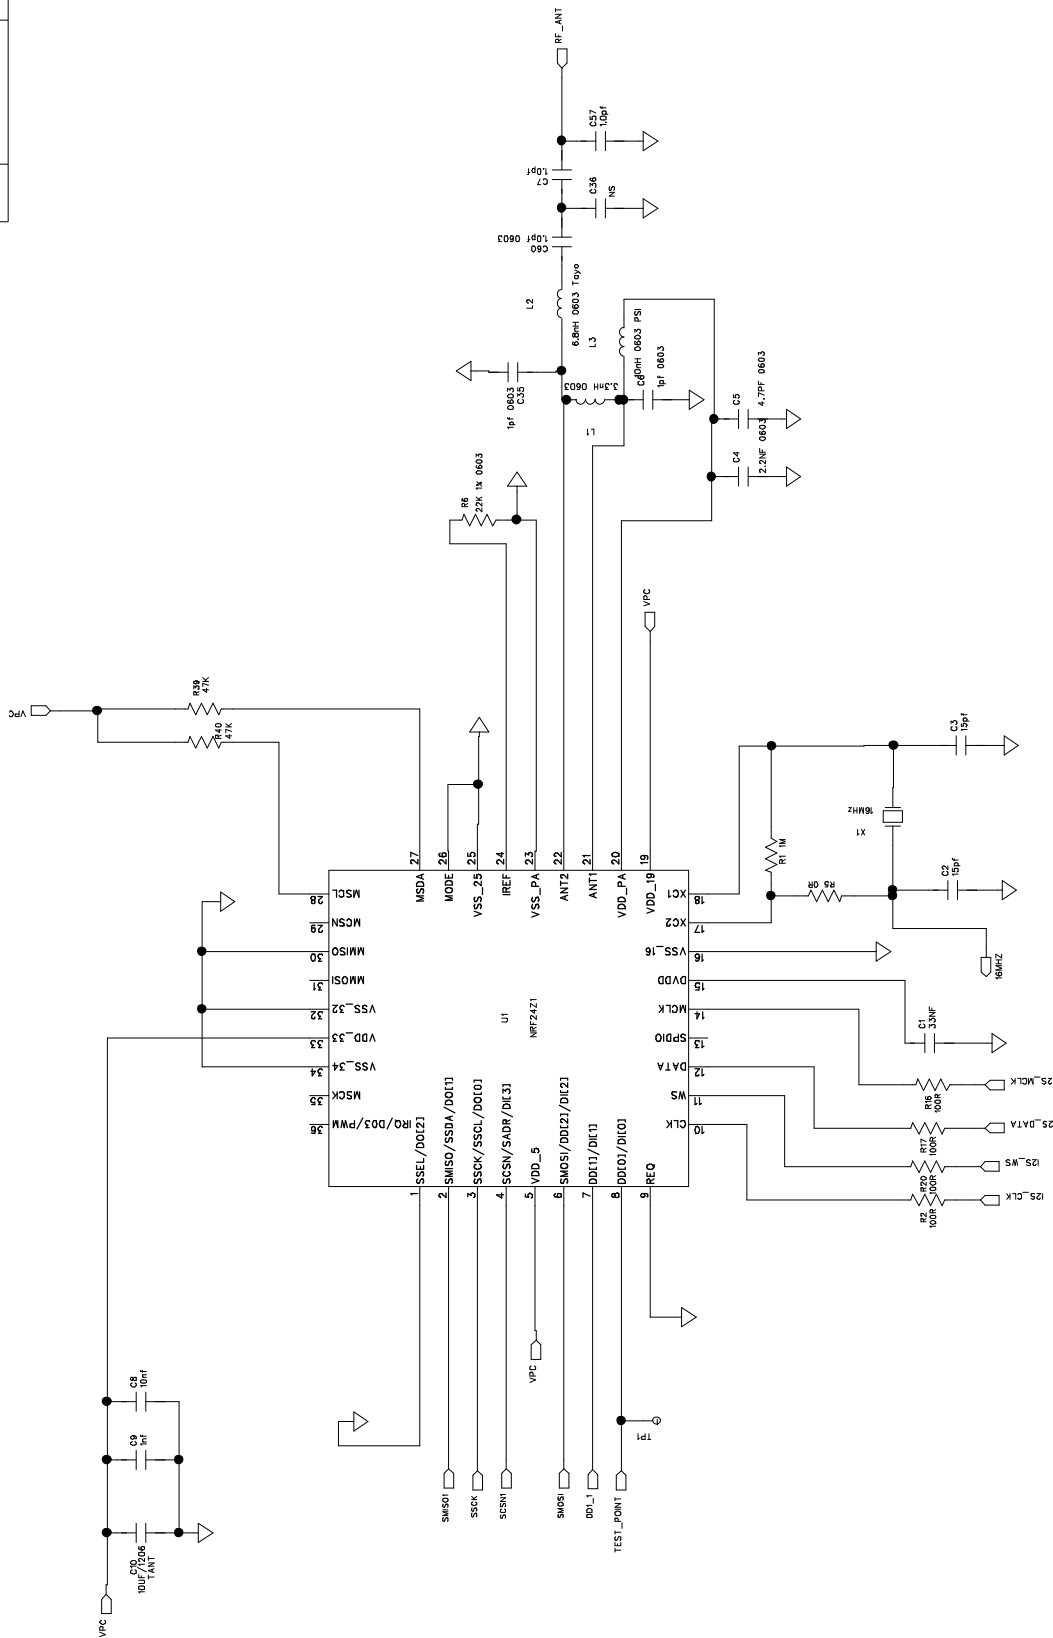 RF_ANT
C57
1.0pf
1.0pf
C7
C36
NS
1.0pf 0603
C60
L2
6.8nH 0603 Tayo
L3
10nH 0603 PSI
1pf 0603
C35
3.3nH 0603
C6
1pf 0603
L1
C5
4.7PF 0603
C4
2.2NF 0603
R6
22K 1% 0603
VPC
VPC
R39
47K
R40
47K
27
26
25
24
23
22
21
20
19
MSDA
MODE
VSS_25
IREF
VSS_PA
ANT2
ANT1
VDD_PA
VDD_19
28 MSCL
29 MCSN
30 MMISO
31 MMOSI
32 VSS_32
33 VDD_33
34 VSS_34
35 MSCK
36 IRQ/DO3/PWM
U1
NRF24Z1
XC1 18
XC2 17
VSS_16 16
DVDD 15
MCLK 14
SPDIO 13
DATA 12
WS 11
CLK 10
SSEL/DO[2]
SMISO/SSDA/DO[1]
SSCK/SSCL/DO[0]
SCSN/SADR/DI[3]
VDD_5
SMOSI/DD[2]/DI[2]
DD[1]/DI[1]
DD[0]/DI[0]
REQ
1
2
3
4
5
6
7
8
9
R1 1M
R5 0R
X1
16MHz
C3
15pf
C2
15pf
16MHZ
C1
33NF
R16
100R
2S_MCLK
R17
100R
2S_DATA
R20
100R
I2S_WS
R2
100R
I2S_CLK
C8
10nf
C9
1nf
C10
10UF/1206
TANT
VPC
VPC
TP1
SMISO1
SSCK
SCSN1
SMOSI
DD1_1
TEST_POINT